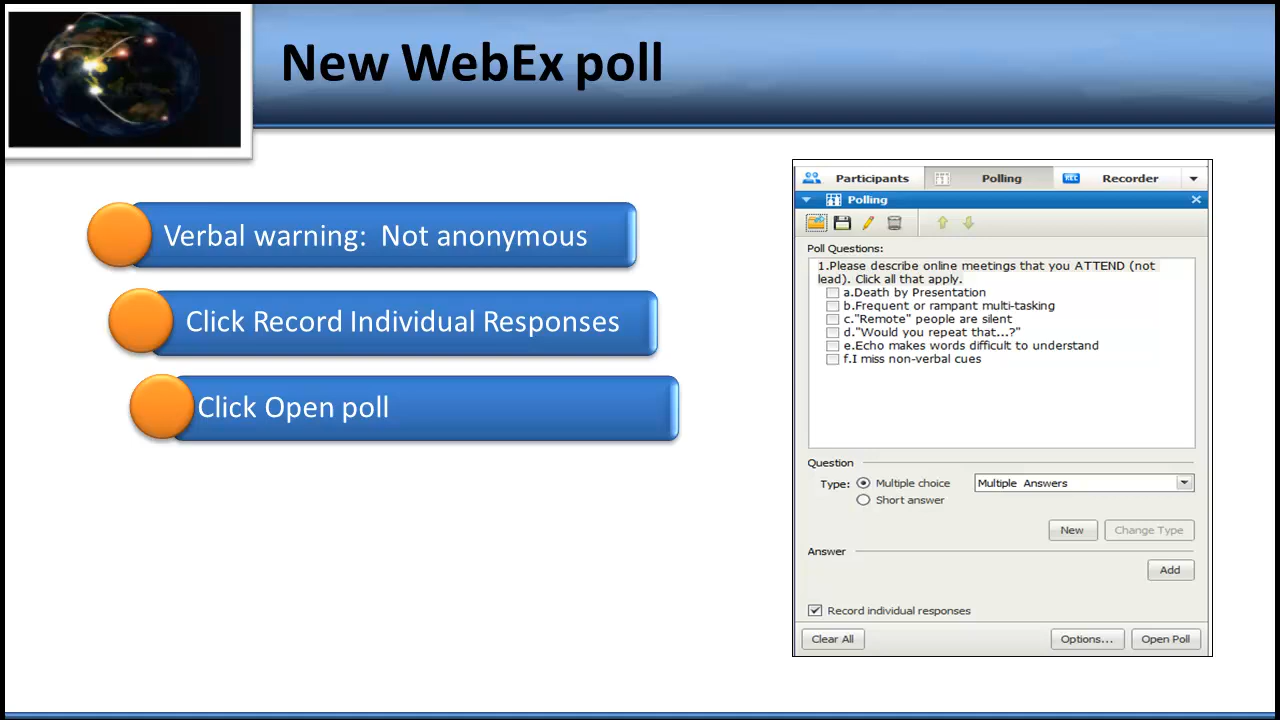 New WebEx poll
Verbal warning:  Not anonymous
Click Record Individual Responses
Click Open poll
Participants
Polling
REC
Recorder
Polling
Poll Questions:
1.Please describe online meetings that you ATTEND (not
lead). Click all that apply.
a.Death by Presentation
b.Frequent or rampant multi-tasking
c."Remote" people are silent
d."Would you repeat that...?"
e.Echo makes words difficult to understand
f.I miss non-verbal cues
Question
Type: Multiple choice
Multiple Answers
Short answer
New
Change Type
Answer
Add
Record individual responses
Clear All
Options...
Open Poll